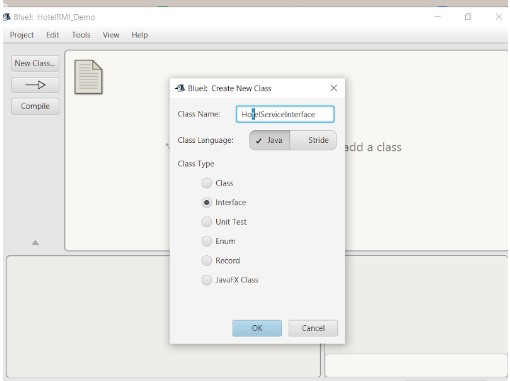 BlueJ: HotelRMI_Demo
Project Edit Tools View Help
New Class...
Compile
BlueJ: Create New Class
Class Name: HotelServiceInterface
Class Language: Java Stride
add a class
Class Type
Class
Interface
Unit Test
Enum
Record
JavaFX Class
OK Cancel